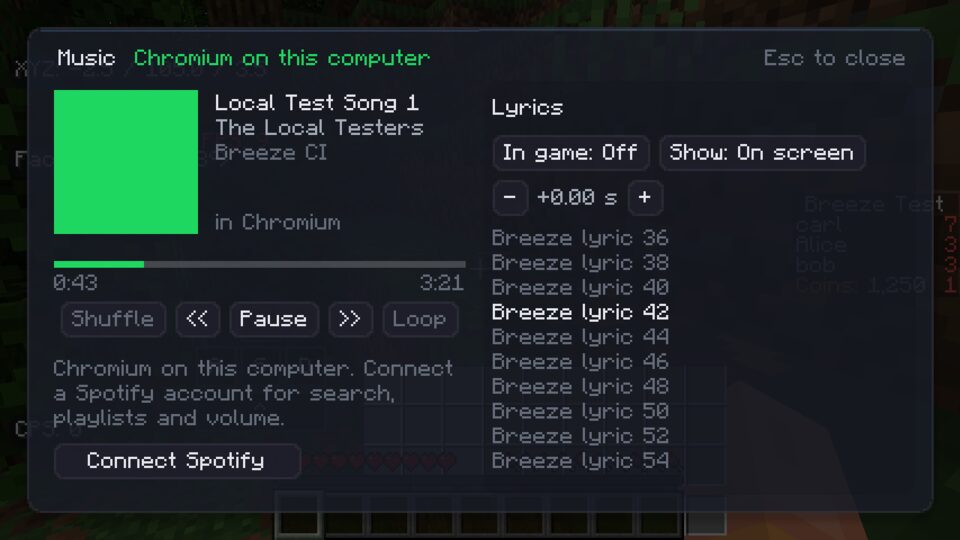 Music Chromium on this computer
Esc to close
Local Test Song 1
The Local Testers
Breeze CI
in Chromium
0:43
3:21
Shuffle
<<
Pause
>>
Loop
Chromium on this computer. Connect
a Spotify account for search,
playlists and volume.
Connect Spotify
Lyrics
In game: Off
Show: On screen
-
+0.00 s
+
Breeze lyric 36
Breeze lyric 38
Breeze lyric 40
Breeze lyric 42
Breeze lyric 44
Breeze lyric 46
Breeze lyric 48
Breeze lyric 50
Breeze lyric 52
Breeze lyric 54
Breeze Test
carl 7
Alice 3
bob 3
Coins: 1,250 1